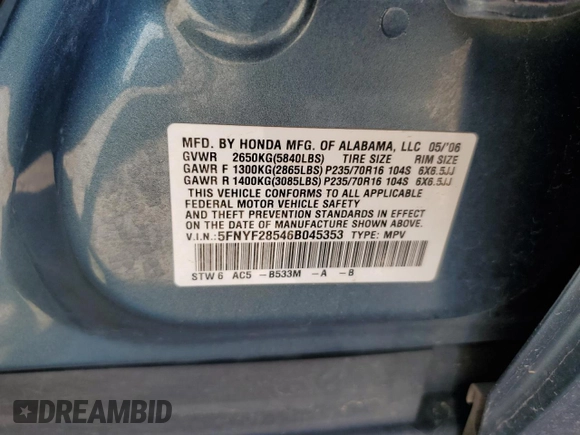 MFD. BY HONDA MFG. OF ALABAMA, LLC 05/'06
GVWR 2650KG(5840LBS) TIRE SIZE RIM SIZE
GAWR F 1300KG(2865LBS) P235/70R16 104S 6X6.5JJ
GAWR R 1400KG(3085LBS) P235/70R16 104S 6X6.5JJ
THIS VEHICLE CONFORMS TO ALL APPLICABLE
FEDERAL MOTOR VEHICLE SAFETY
AND THEFT PREVENTION STANDARDS IN EFFECT
ON THE DATE OF MANUFACTURE SHOWN ABOVE.
V.I.N.:5FNYF28546B045353 TYPE: MPV
STW 6 AC5 -B533M -A -B
DREAMBID